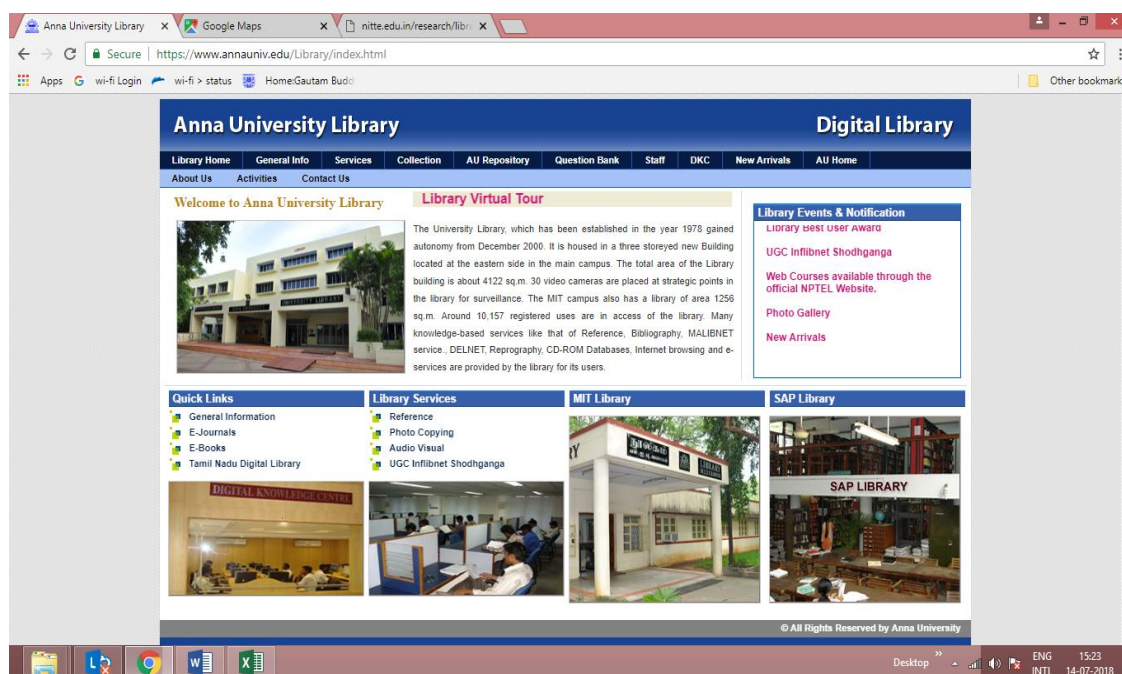 Anna University Library
Google Maps
nitte.edu.in/research/libr
Secure
https://www.annauniv.edu/Library/index.html
Apps
wi-fi Login
wi-fi > status
Home:Gautam Budd
Other bookmark
Anna University Library
Digital Library
Library Home General Info Services Collection AU Repository Question Bank Staff DKC New Arrivals AU Home
About Us Activities Contact Us
Welcome to Anna University Library
Library Virtual Tour
The University Library, which has been established in the year 1978 gained
autonomy from December 2000. It is housed in a three storeyed new Building
located at the eastern side in the main campus. The total area of the Library
building is about 4122 sq.m. 30 video cameras are placed at strategic points in
the library for surveillance. The MIT campus also has a library of area 1256
sq.m. Around 10,157 registered uses are in access of the library. Many
knowledge-based services like that of Reference, Bibliography, MALIBNET
service., DELNET, Reprography, CD-ROM Databases, Internet browsing and e-
services are provided by the library for its users.
Library Events & Notification
Library Best User Award
UGC Inflibnet Shodhganga
Web Courses available through the
official NPTEL Website.
Photo Gallery
New Arrivals
Quick Links
General Information
E-Journals
E-Books
Tamil Nadu Digital Library
DIGITAL KNOWLEDGE CENTRE
Library Services
Reference
Photo Copying
Audio Visual
UGC Inflibnet Shodhganga
MIT Library
நூலகம்
LIBRARY
SAP Library
SAP LIBRARY
© All Rights Reserved by Anna University
Desktop
ENG
INTL
15:23
14-07-2018